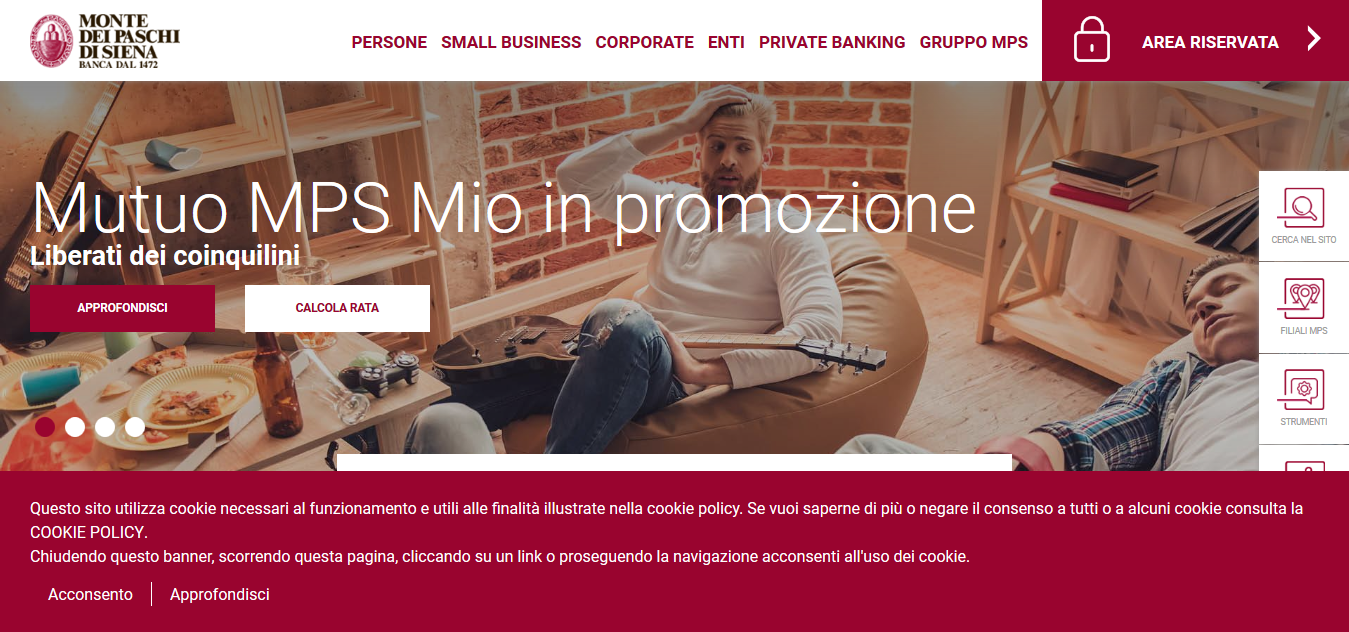 MONTE
DEI PASCHI
DI SIENA
BANCA DAL 1472
PERSONE SMALL BUSINESS CORPORATE ENTI PRIVATE BANKING GRUPPO MPS
AREA RISERVATA
Mutuo MPS Mio in promozione
Liberati dei coinquilini
APPROFONDISCI
CALCOLA RATA
CERCA NEL SITO
FILIALI MPS
STRUMENTI
Questo sito utilizza cookie necessari al funzionamento e utili alle finalità illustrate nella cookie policy. Se vuoi saperne di più o negare il consenso a tutti o a alcuni cookie consulta la
COOKIE POLICY.
Chiudendo questo banner, scorrendo questa pagina, cliccando su un link o proseguendo la navigazione acconsenti all'uso dei cookie.
Acconsento
Approfondisci